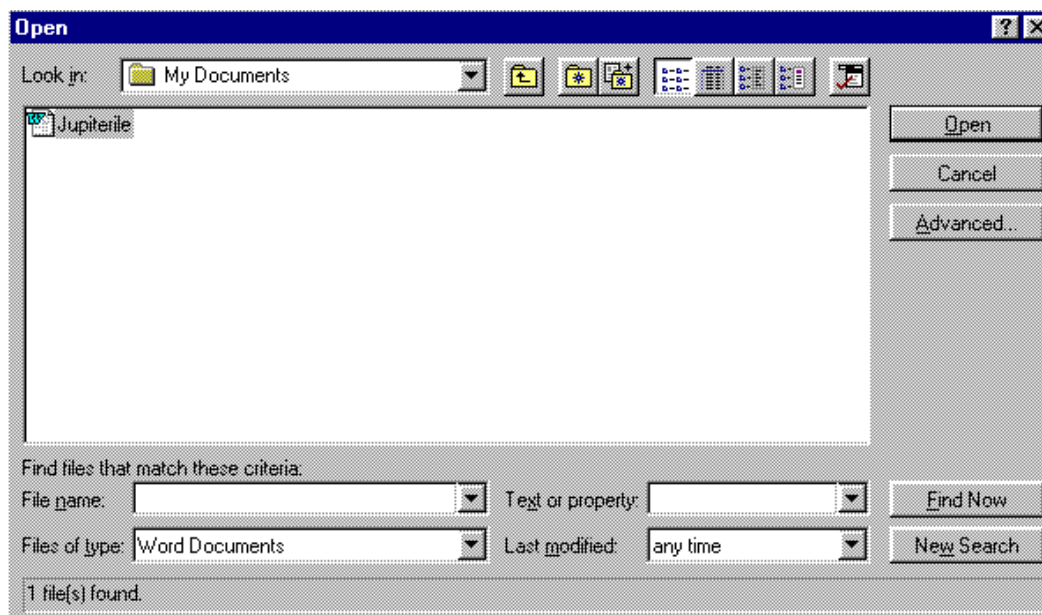 Open
Look in: My Documents
Jupiterile
Open
Cancel
Advanced...
Find files that match these criteria:
File name: Text or property: Find Now
Files of type: Word Documents Last modified: any time New Search
1 file(s) found.